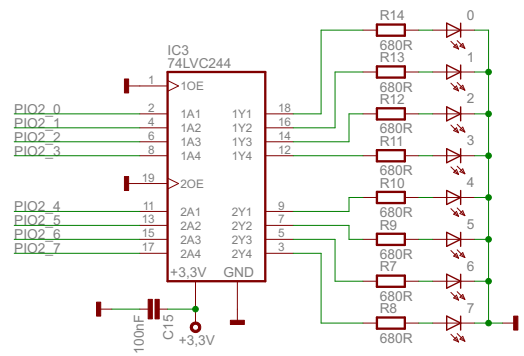 R14
0
680R
IC3
74LVC244
R13
1
680R
1
1OE
R12
2
680R
PIO2_0
2
1A1
1Y1
18
PIO2_1
4
1A2
1Y2
16
PIO2_2
6
1A3
1Y3
14
PIO2_3
8
1A4
1Y4
12
R11
3
680R
19
2OE
R10
4
680R
PIO2_4
11
2A1
2Y1
9
PIO2_5
13
2A2
2Y2
7
PIO2_6
15
2A3
2Y3
5
PIO2_7
17
2A4
2Y4
3
R9
5
680R
+3,3V
GND
R7
6
680R
R8
7
680R
100nF
C15
+3,3V